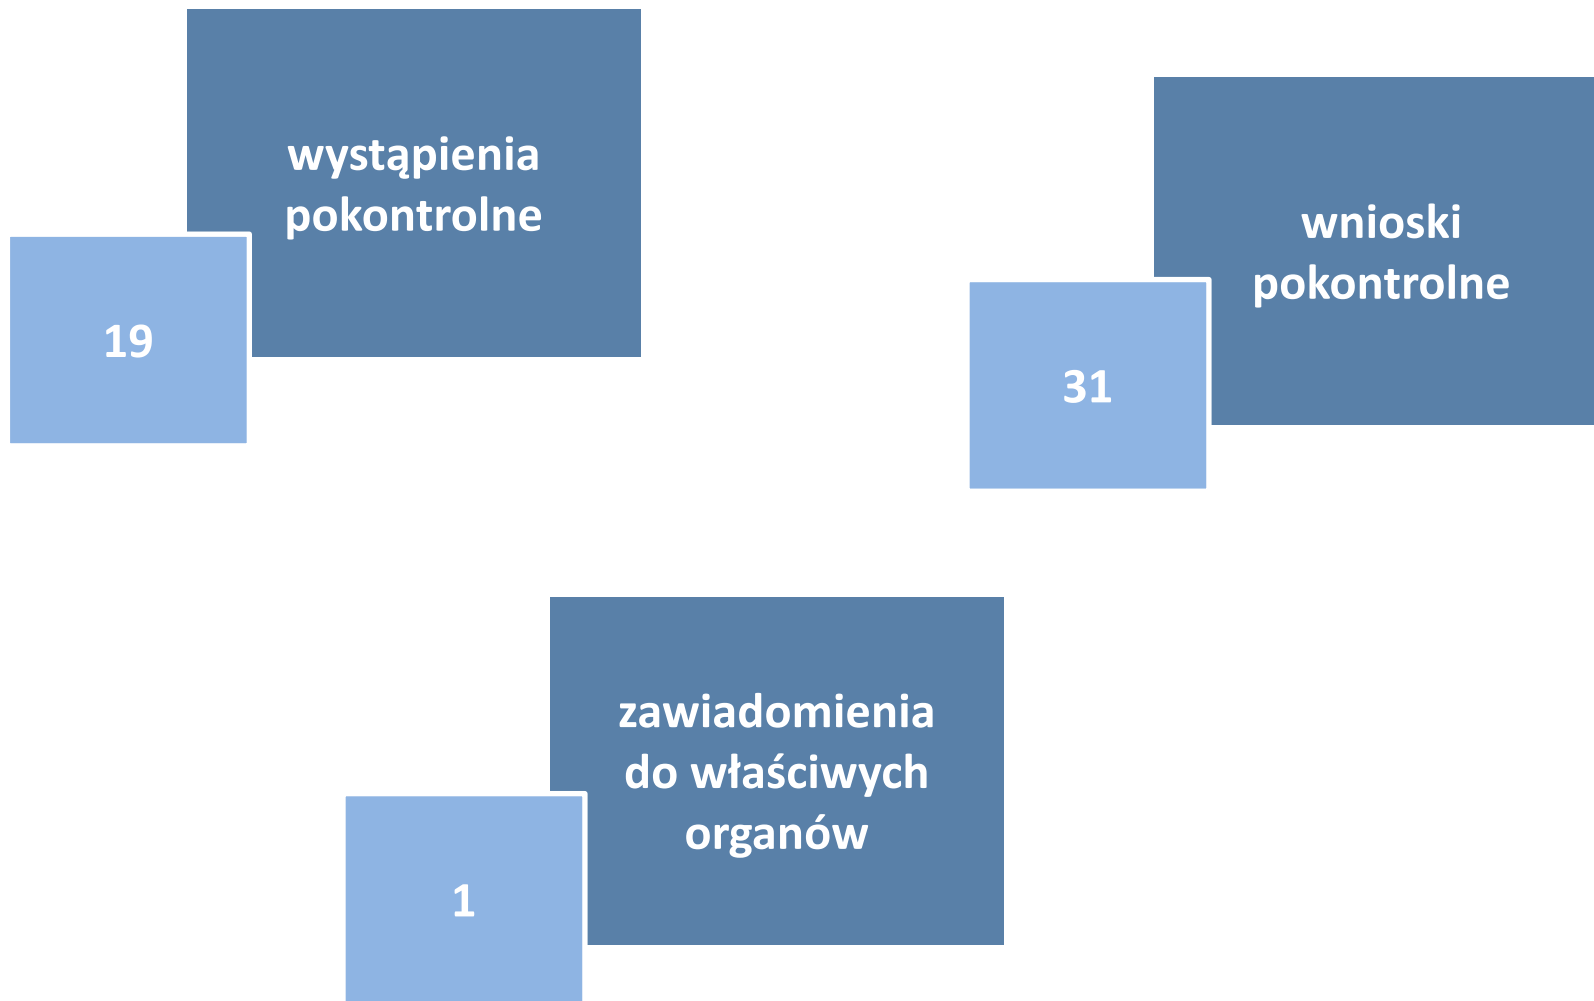 wystąpienia
pokontrolne
19
wnioski
pokontrolne
31
zawiadomienia
do właściwych
organów
1